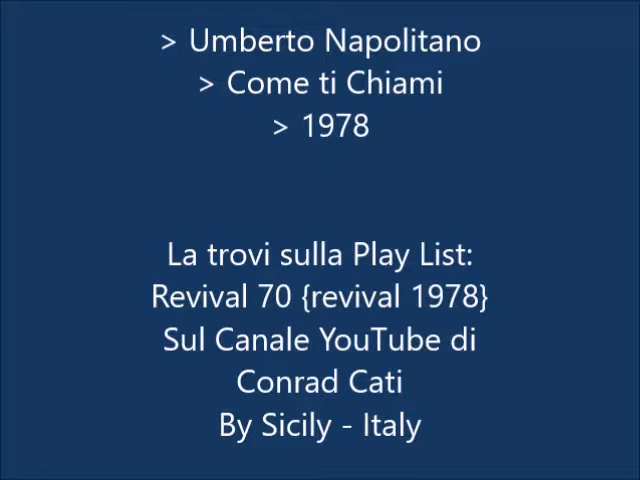 > Umberto Napolitano
> Come ti Chiami
> 1978
La trovi sulla Play List:
Revival 70 {revival 1978}
Sul Canale YouTube di
Conrad Cati
By Sicily - Italy